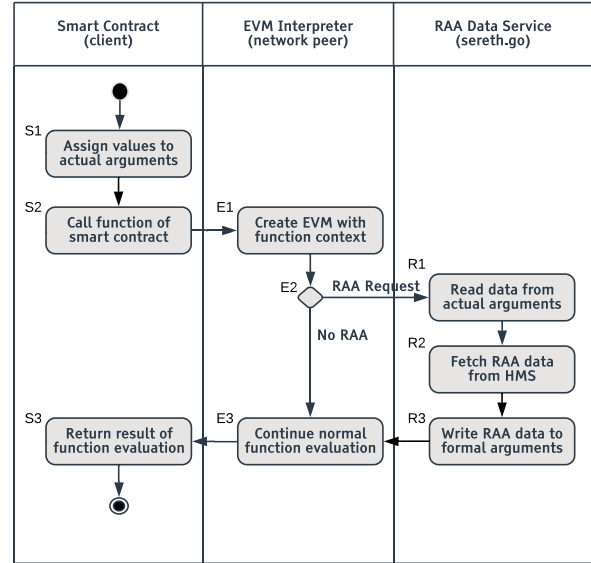 Smart Contract
(client)
EVM Interpreter
(network peer)
RAA Data Service
(sereth.go)
S1
Assign values to
actual arguments
S2
Call function of
smart contract
E1
Create EVM with
function context
E2
RAA Request
No RAA
R1
Read data from
actual arguments
R2
Fetch RAA data
from HMS
R3
Write RAA data to
formal arguments
E3
Continue normal
function evaluation
S3
Return result of
function evaluation